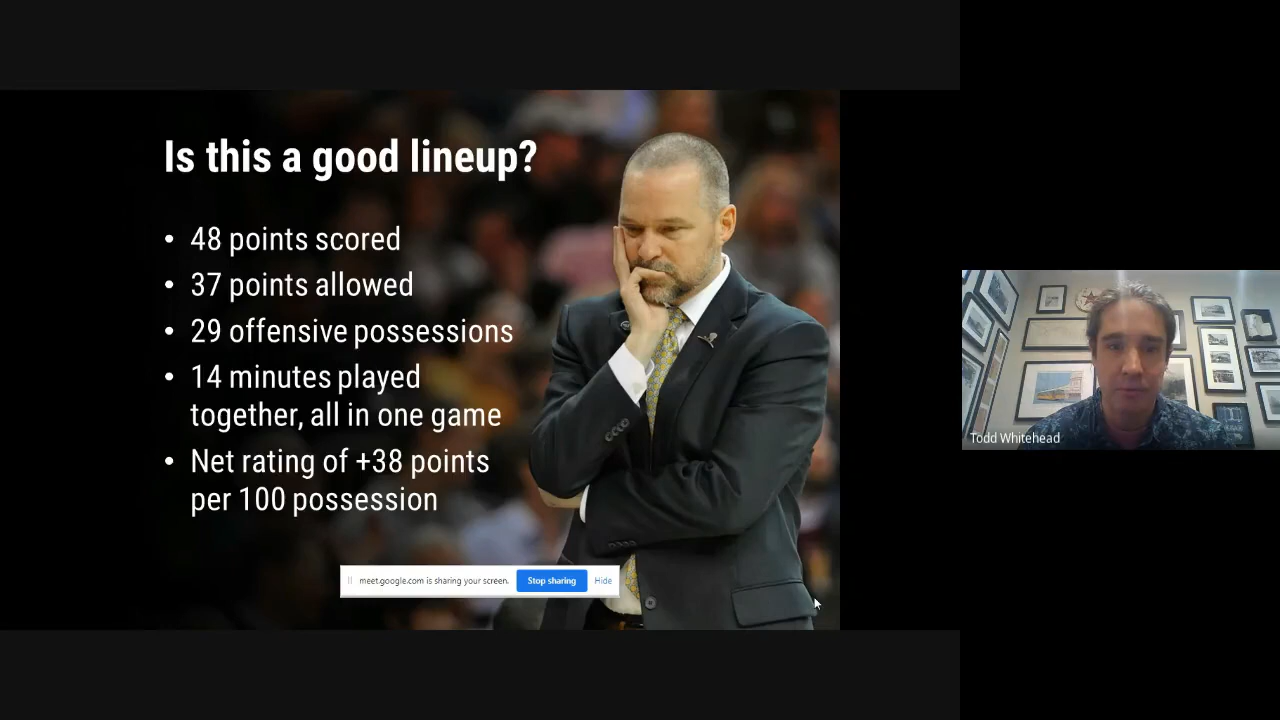 Is this a good lineup?
• 48 points scored
• 37 points allowed
• 29 offensive possessions
• 14 minutes played
together, all in one game
• Net rating of +38 points
per 100 possession
meet.google.com is sharing your screen.
Stop sharing
Hide
Todd Whitehead